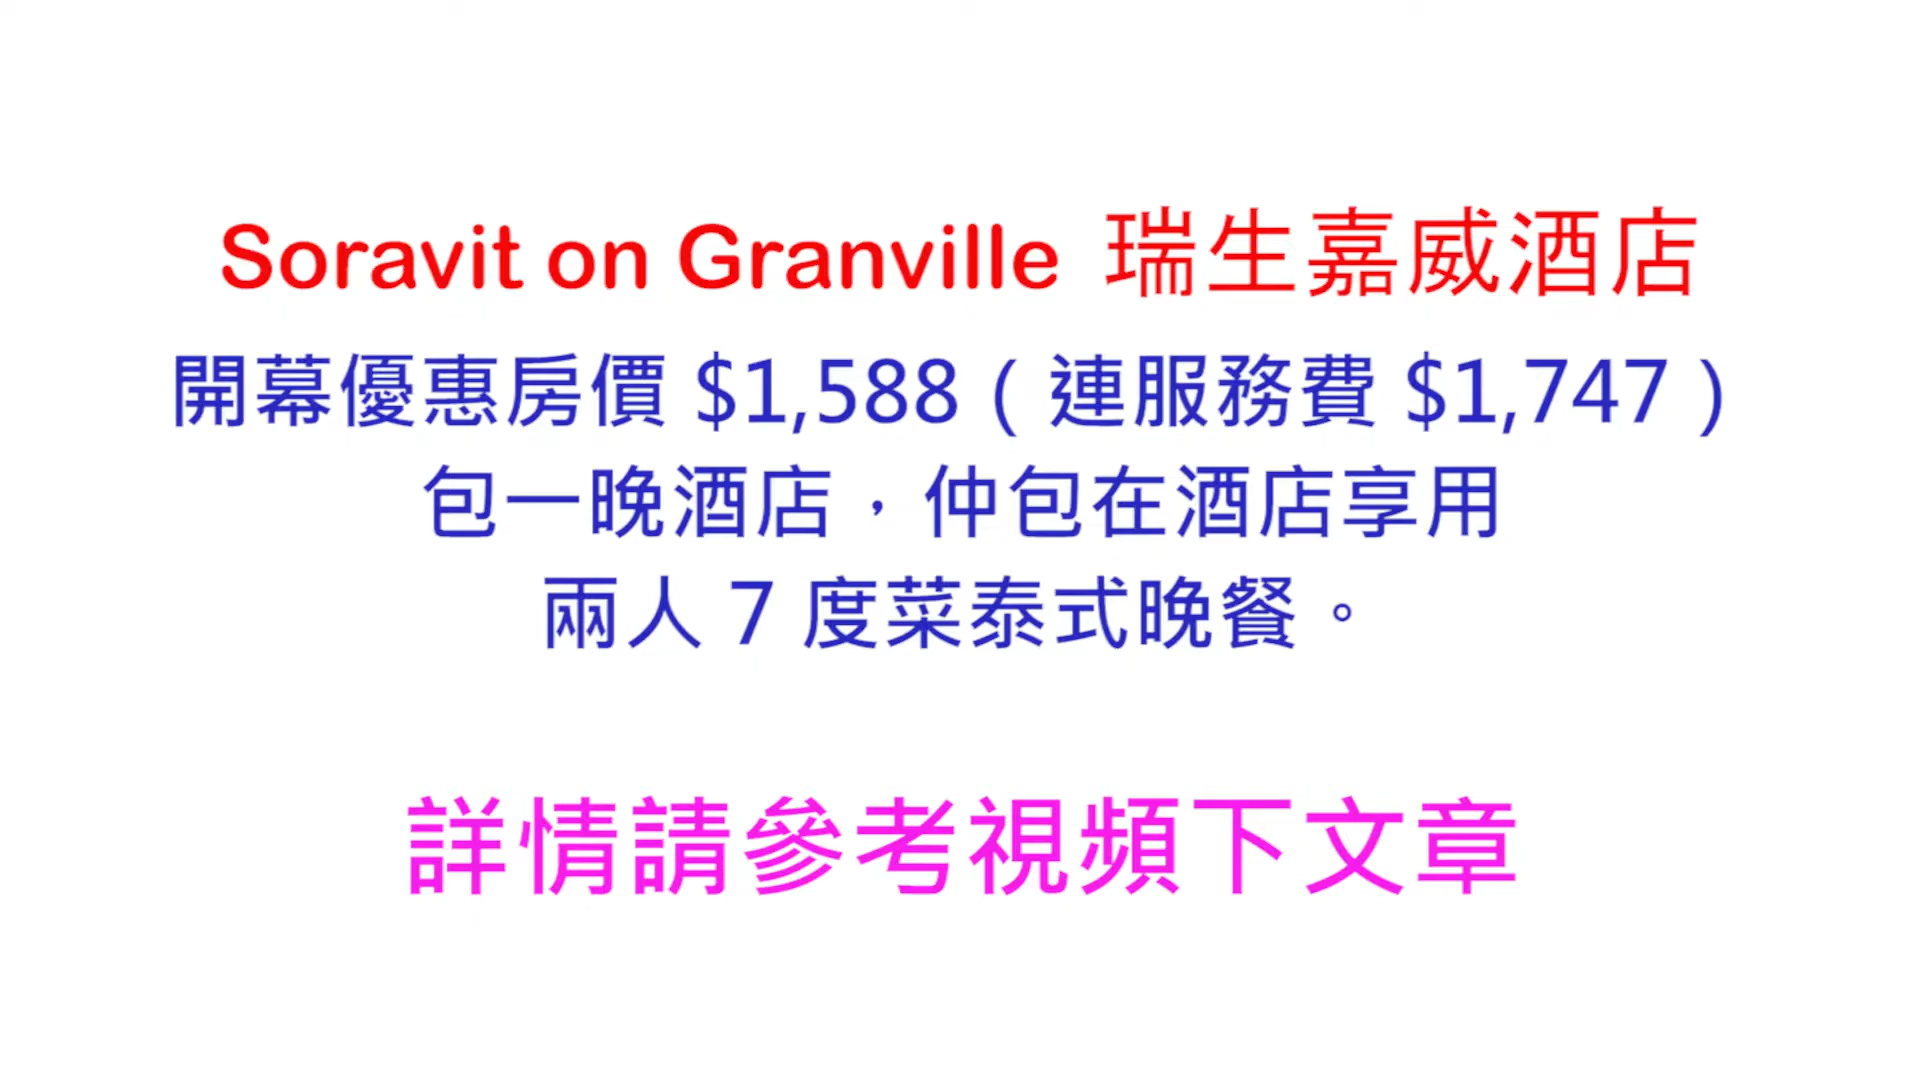 Soravit on Granville 瑞生嘉威酒店
開幕優惠房價 $1,588 ( 連服務費 $1,747 )
包一晚酒店，仲包在酒店享用
兩人 7 度菜泰式晚餐。
詳情請參考視頻下文章